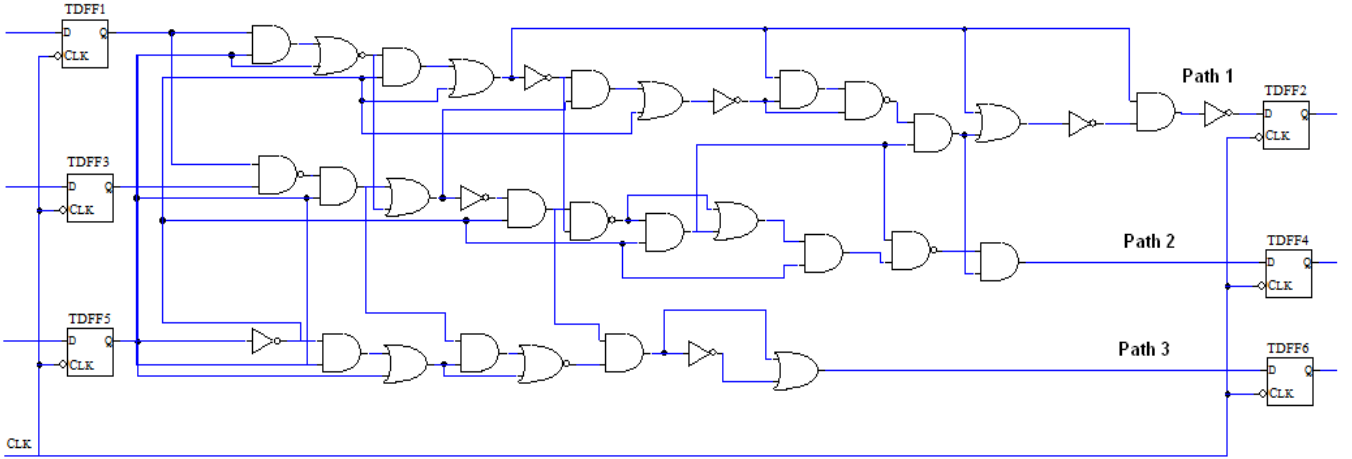 TDFF1
D Q
CLK
Path 1
TDFF2
D Q
CLK
TDFF3
D Q
CLK
Path 2
TDFF4
D Q
CLK
TDFF5
D Q
CLK
Path 3
TDFF6
D Q
CLK
CLK